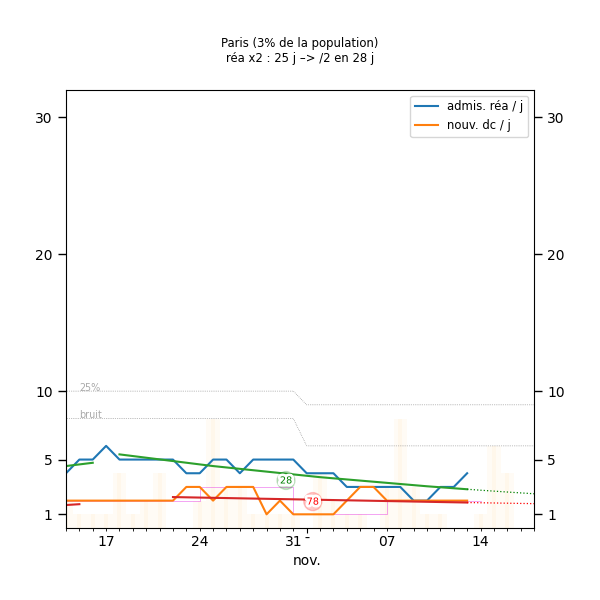 Paris (3% de la population)
réa x2 : 25 j –> /2 en 28 j
admis. réa / j
nouv. dc / j
30 30
20 20
10 10
25%
bruit
5 5
28
78
1 1
17 24 31 07 14
nov.